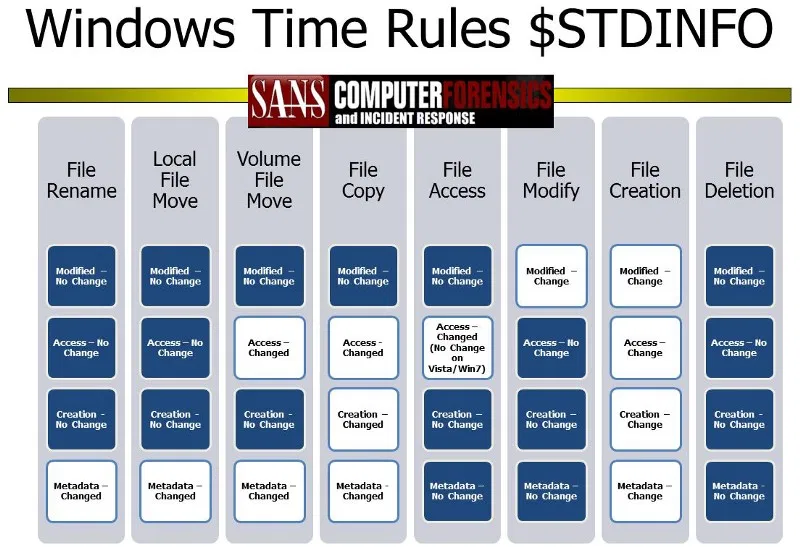 Windows Time Rules $STDINFO
SANS
COMPUTER FORENSICS
and INCIDENT RESPONSE
File
Rename
Local
File
Move
Volume
File
Move
File
Copy
File
Access
File
Modify
File
Creation
File
Deletion
Modified –
No Change
Modified –
No Change
Modified –
No Change
Modified –
No Change
Modified –
No Change
Modified –
Change
Modified –
Change
Modified –
No Change
Access – No
Change
Access – No
Change
Access –
Changed
Access -
Changed
Access –
Changed
(No Change
on
Vista/Win7)
Access – No
Change
Access –
Change
Access – No
Change
Creation -
No Change
Creation -
No Change
Creation -
No Change
Creation –
Changed
Creation –
No Change
Creation -
No Change
Creation –
Change
Creation -
No Change
Metadata –
Changed
Metadata –
Changed
Metadata –
Changed
Metadata -
Changed
Metadata –
No Change
Metadata –
No Change
Metadata –
Change
Metadata -
No Change